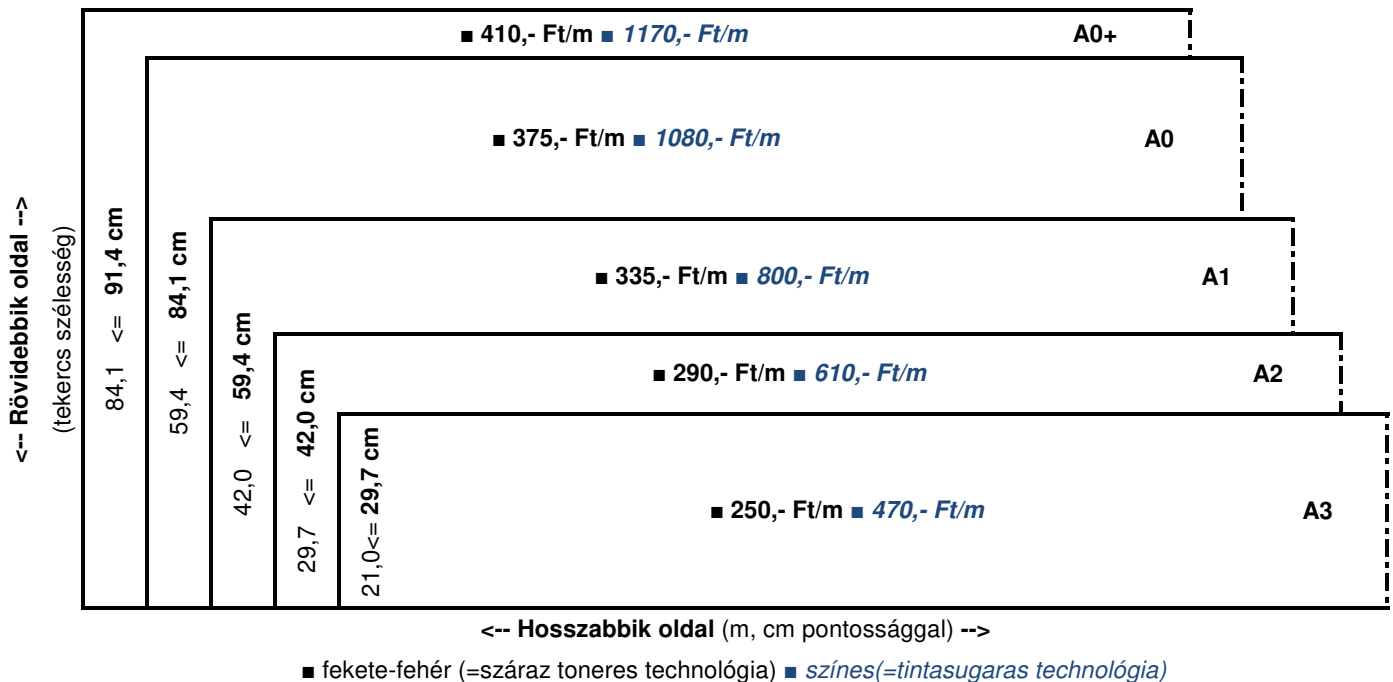 ■ 410,- Ft/m ■ 1170,- Ft/m A0+
■ 375,- Ft/m ■ 1080,- Ft/m A0
■ 335,- Ft/m ■ 800,- Ft/m A1
■ 290,- Ft/m ■ 610,- Ft/m A2
■ 250,- Ft/m ■ 470,- Ft/m A3
<-- Rövidebbik oldal -->
(tekercs szélesség)
84,1 <= 91,4 cm
59,4 <= 84,1 cm
42,0 <= 59,4 cm
29,7 <= 42,0 cm
21,0<= 29,7 cm
<-- Hosszabbik oldal (m, cm pontossággal) -->
■ fekete-fehér (=száraz toneres technológia) ■ színes(=tintasugaras technológia)